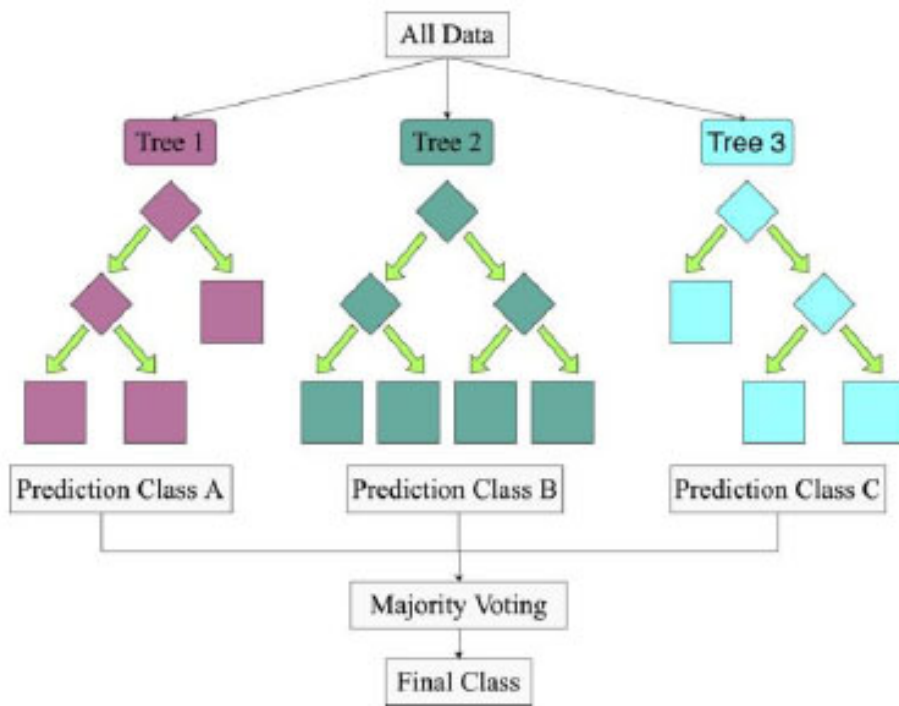 All Data
Tree 1
Tree 2
Tree 3
Prediction Class A
Prediction Class B
Prediction Class C
Majority Voting
Final Class